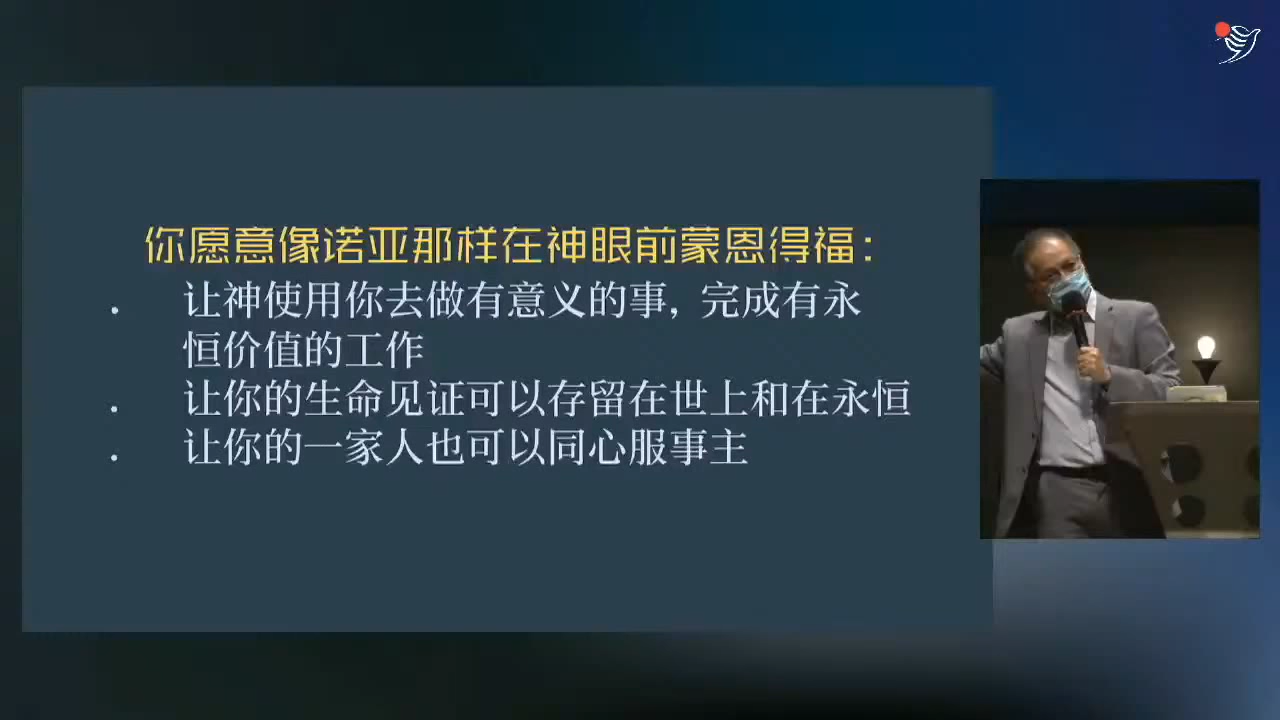 你愿意像诺亚那样在神眼前蒙恩得福：
. 让神使用你去做有意义的事, 完成有永
恒价值的工作
. 让你的生命见证可以存留在世上和在永恒
. 让你的一家人也可以同心服事主